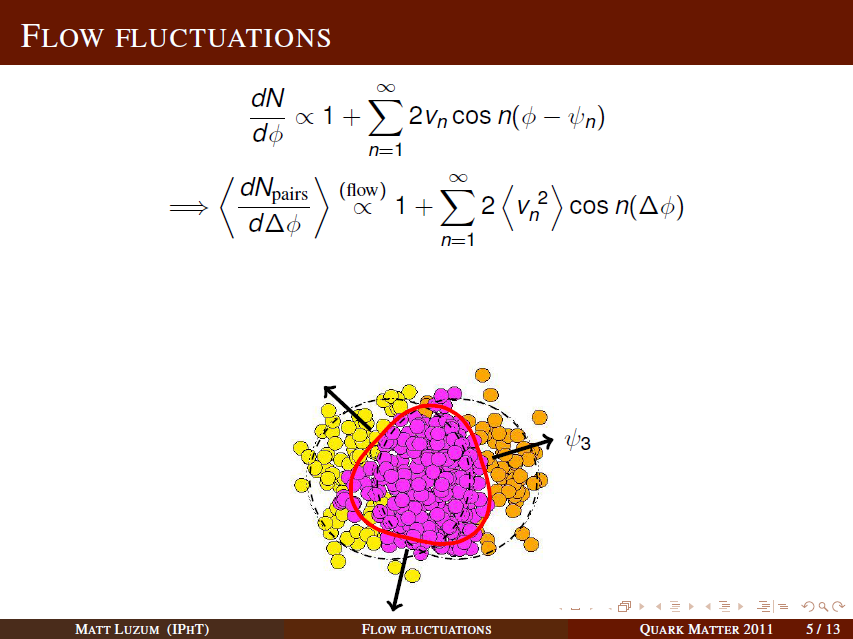 FLOW FLUCTUATIONS
dN/dϕ ∝ 1 + ∑_{n=1}^{∞} 2v_n cos n(ϕ − ψ_n)
⟹ ⟨dN_pairs/dΔϕ⟩ ∝^{(flow)} 1 + ∑_{n=1}^{∞} 2⟨v_n^2⟩ cos n(Δϕ)
ψ3
MATT LUZUM (IPHT) FLOW FLUCTUATIONS QUARK MATTER 2011 5 / 13